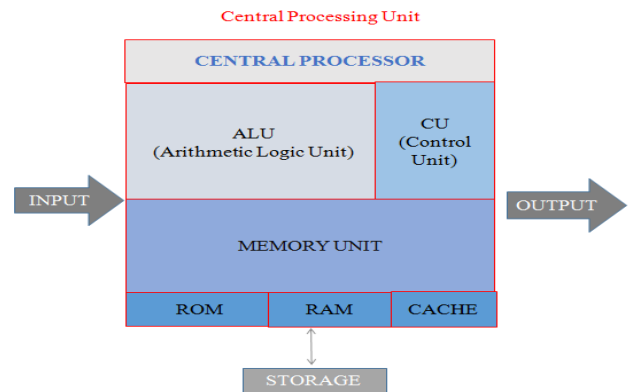 Central Processing Unit
CENTRAL PROCESSOR
ALU
(Arithmetic Logic Unit)
CU
(Control
Unit)
INPUT
OUTPUT
MEMORY UNIT
ROM
RAM
CACHE
STORAGE